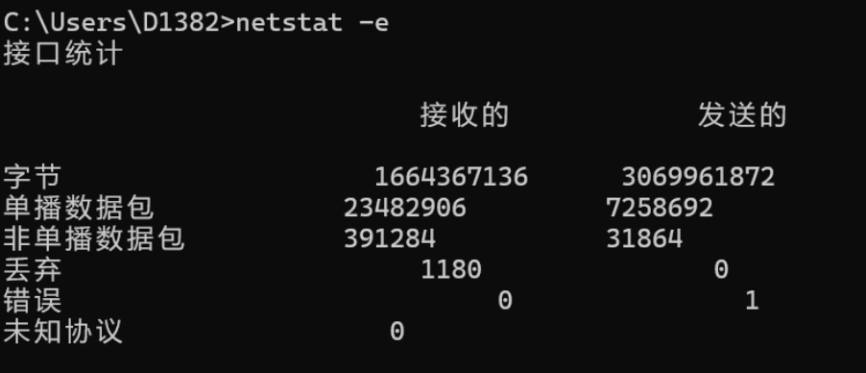 C:\Users\D1382>netstat -e
接口统计
接收的 发送的
字节 1664367136 3069961872
单播数据包 23482906 7258692
非单播数据包 391284 31864
丢弃 1180 0
错误 0 1
未知协议 0